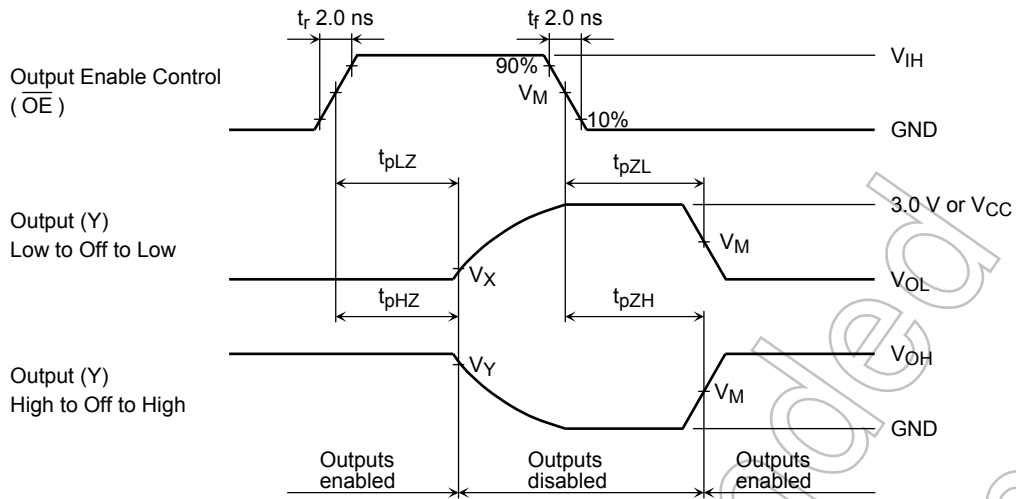 tr 2.0 ns
tf 2.0 ns
Output Enable Control
( OE )
90%
VM
10%
VIH
GND
tpLZ
tpZL
Output (Y)
Low to Off to Low
VX
VM
3.0 V or VCC
VOL
tpHZ
tpZH
Output (Y)
High to Off to High
VY
VM
VOH
GND
Outputs
enabled
Outputs
disabled
Outputs
enabled